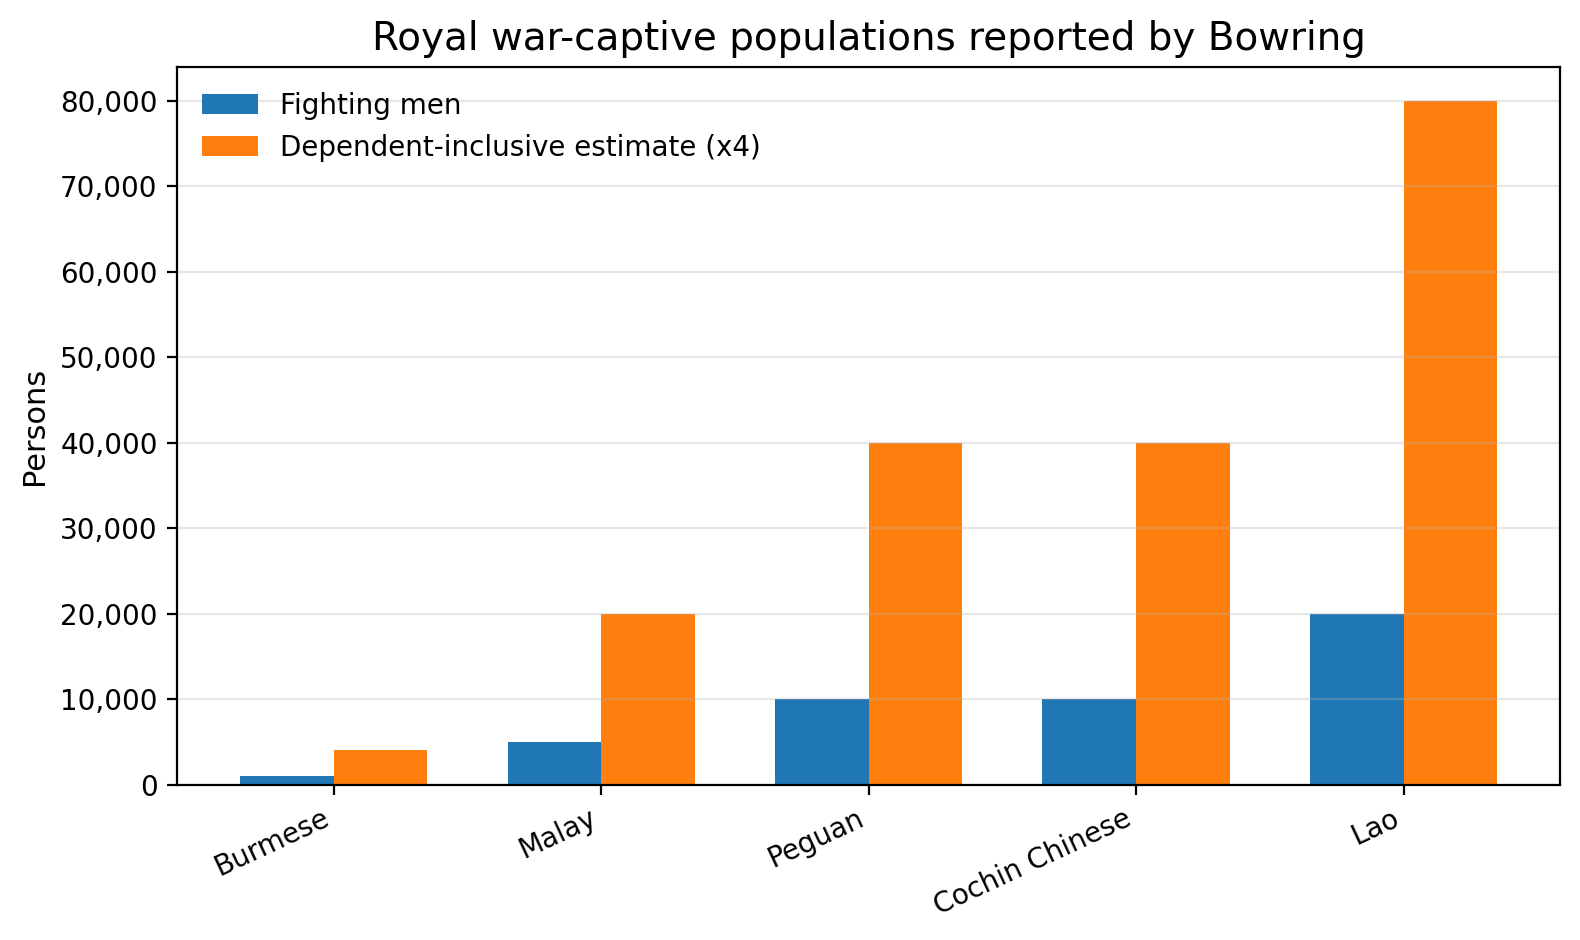 Royal war-captive populations reported by Bowring
Fighting men
Dependent-inclusive estimate (x4)
Persons
80,000
70,000
60,000
50,000
40,000
30,000
20,000
10,000
0
Burmese
Malay
Peguan
Cochin Chinese
Lao